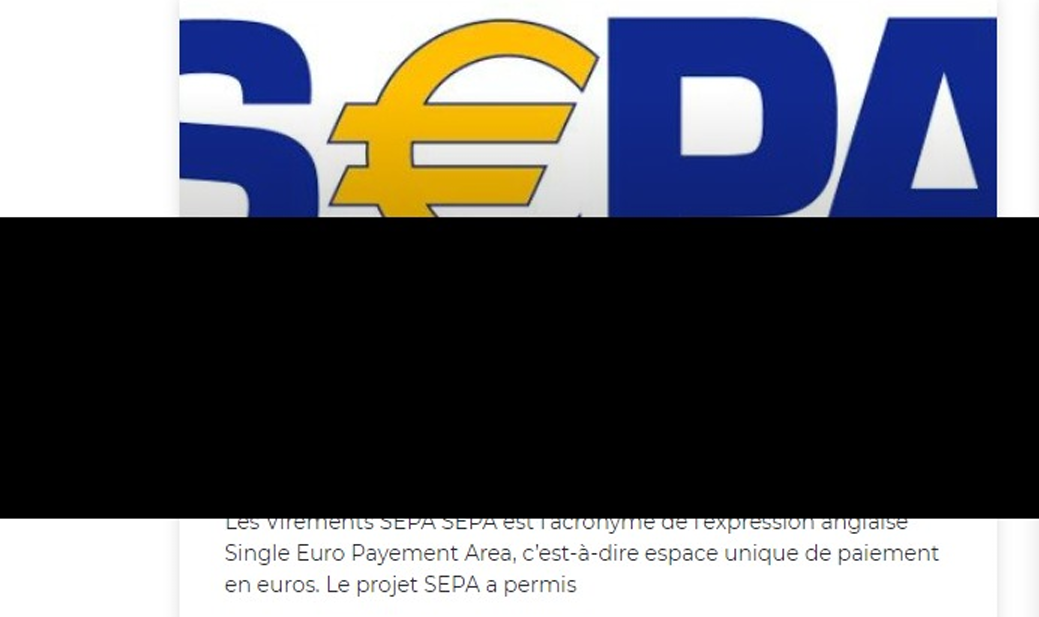 S€PA
Les Virements SEPA SEPA est l'acronyme de l'expression anglaise
Single Euro Payement Area, c'est-à-dire espace unique de paiement
en euros. Le projet SEPA a permis